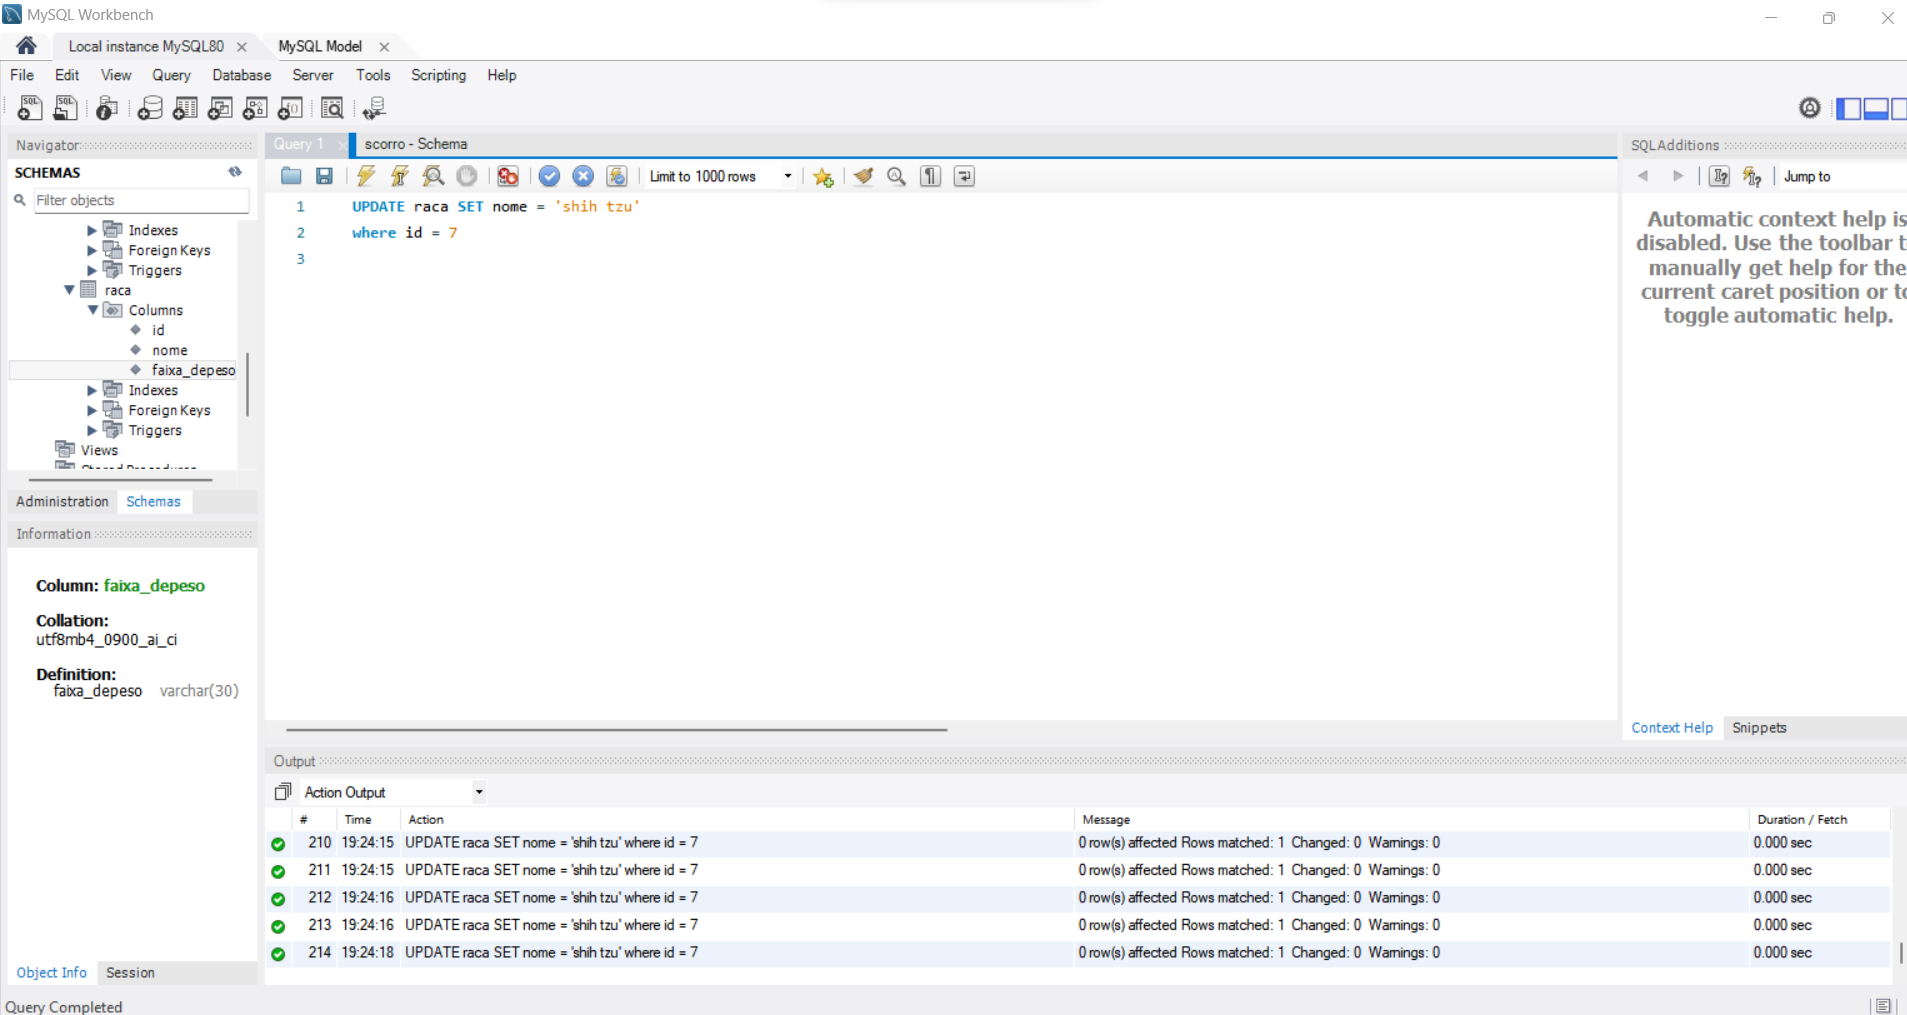 MySQL Workbench
Local instance MySQL80
MySQL Model
File Edit View Query Database Server Tools Scripting Help
Navigator
SCHEMAS
Filter objects
Indexes
Foreign Keys
Triggers
raca
Columns
id
nome
faixa_depeso
Indexes
Foreign Keys
Triggers
Views
Stored Procedures
Administration Schemas
Information
Column: faixa_depeso
Collation:
utf8mb4_0900_ai_ci
Definition:
faixa_depeso varchar(30)
Object Info Session
Query Completed
Query 1
scorro - Schema
Limit to 1000 rows
1 UPDATE raca SET nome = 'shih tzu'
2 where id = 7
3
SQLAdditions
Jump to
Automatic context help is
disabled. Use the toolbar t
manually get help for the
current caret position or to
toggle automatic help.
Context Help Snippets
Output
Action Output
# Time Action Message Duration / Fetch
210 19:24:15 UPDATE raca SET nome = 'shih tzu' where id = 7 0 row(s) affected Rows matched: 1 Changed: 0 Warnings: 0 0.000 sec
211 19:24:15 UPDATE raca SET nome = 'shih tzu' where id = 7 0 row(s) affected Rows matched: 1 Changed: 0 Warnings: 0 0.000 sec
212 19:24:16 UPDATE raca SET nome = 'shih tzu' where id = 7 0 row(s) affected Rows matched: 1 Changed: 0 Warnings: 0 0.000 sec
213 19:24:16 UPDATE raca SET nome = 'shih tzu' where id = 7 0 row(s) affected Rows matched: 1 Changed: 0 Warnings: 0 0.000 sec
214 19:24:18 UPDATE raca SET nome = 'shih tzu' where id = 7 0 row(s) affected Rows matched: 1 Changed: 0 Warnings: 0 0.000 sec